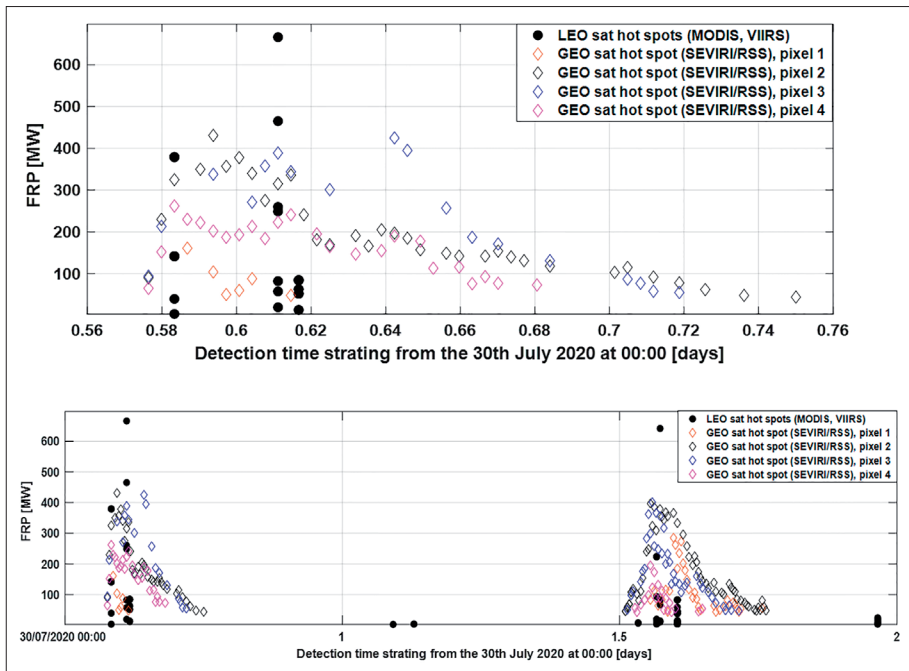 LEO sat hot spots (MODIS, VIIRS)
GEO sat hot spot (SEVIRI/RSS), pixel 1
GEO sat hot spot (SEVIRI/RSS), pixel 2
GEO sat hot spot (SEVIRI/RSS), pixel 3
GEO sat hot spot (SEVIRI/RSS), pixel 4
FRP [MW]
600
500
400
300
200
100
0.56 0.58 0.6 0.62 0.64 0.66 0.68 0.7 0.72 0.74 0.76
Detection time strating from the 30th July 2020 at 00:00 [days]
LEO sat hot spots (MODIS, VIIRS)
GEO sat hot spot (SEVIRI/RSS), pixel 1
GEO sat hot spot (SEVIRI/RSS), pixel 2
GEO sat hot spot (SEVIRI/RSS), pixel 3
GEO sat hot spot (SEVIRI/RSS), pixel 4
FRP [MW]
600
500
400
300
200
100
30/07/2020 00:00 1 1.5 2
Detection time strating from the 30th July 2020 at 00:00 [days]